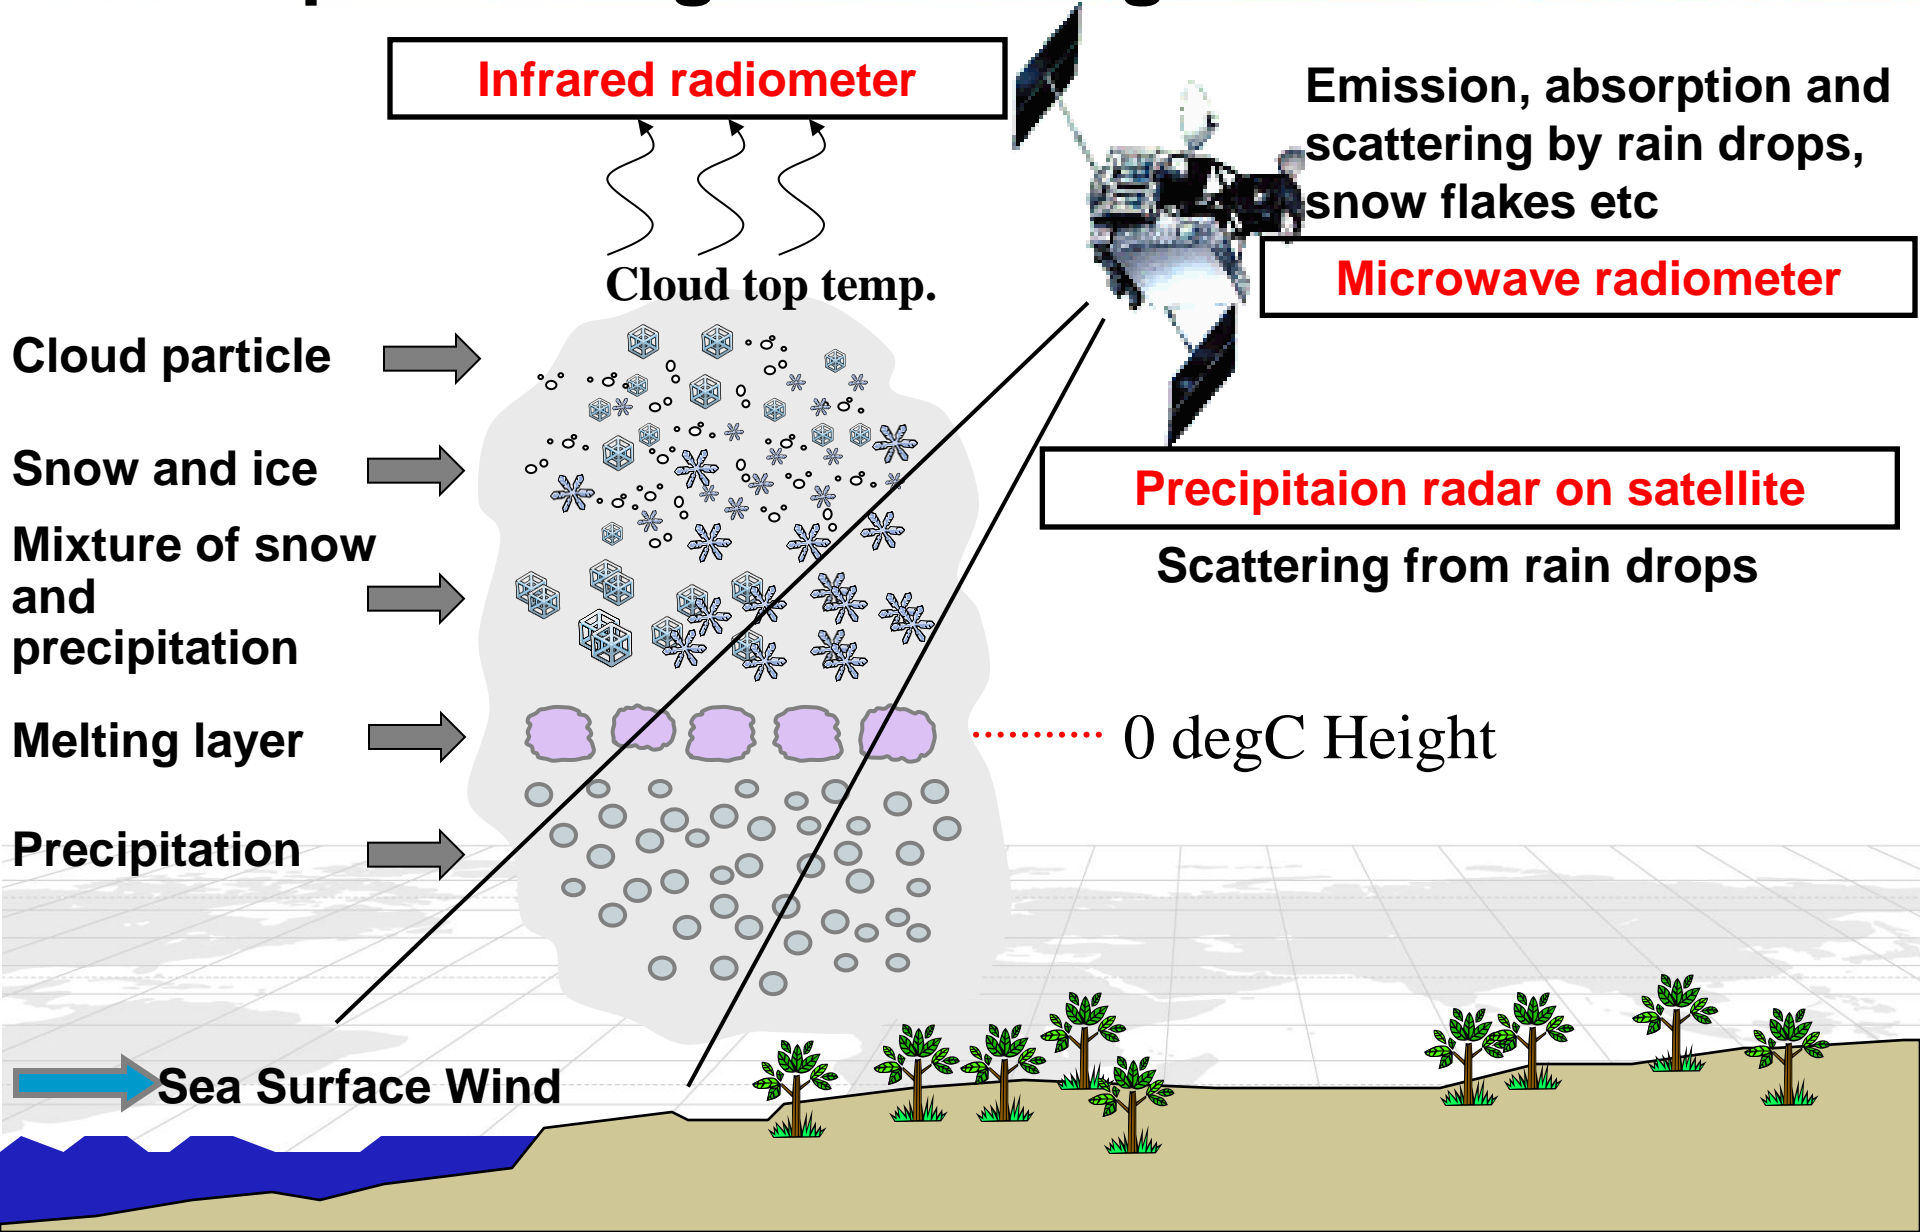 Infrared radiometer
Emission, absorption and
scattering by rain drops,
snow flakes etc
Microwave radiometer
Cloud top temp.
Cloud particle
Snow and ice
Precipitaion radar on satellite
Scattering from rain drops
Mixture of snow
and
precipitation
Melting layer
0 degC Height
Precipitation
Sea Surface Wind